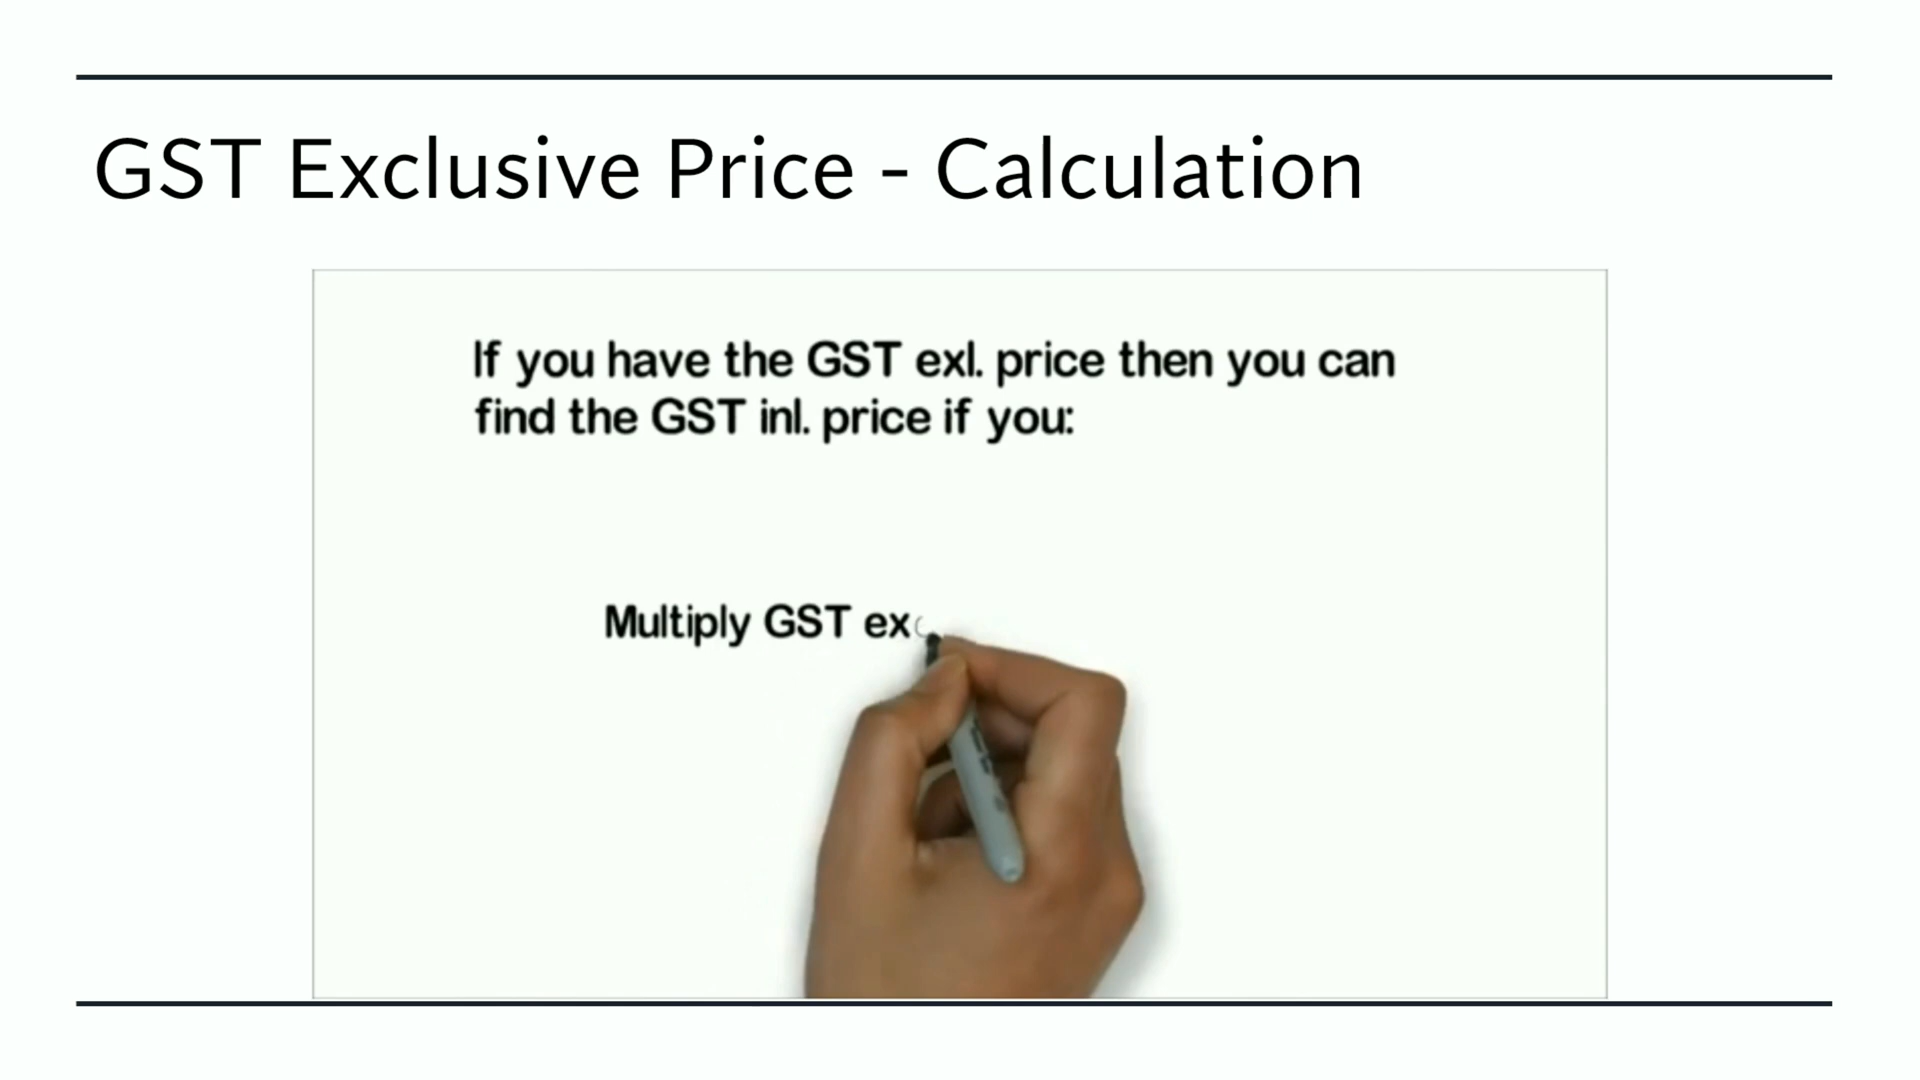 GST Exclusive Price - Calculation
If you have the GST exl. price then you can
find the GST inl. price if you:
Multiply GST exc